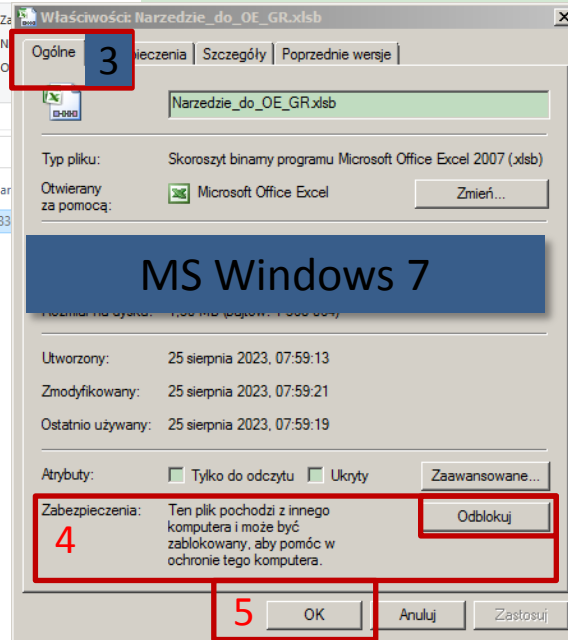 Właściwości: Narzedzie_do_OE_GR.xlsb
Ogólne
3
Szczegóły
Poprzednie wersje
Narzedzie_do_OE_GR.xlsb
Typ pliku: Skoroszyt binarny programu Microsoft Office Excel 2007 (.xlsb)
Otwierany
za pomocą:
Microsoft Office Excel
Zmień...
MS Windows 7
Utworzony: 25 sierpnia 2023, 07:59:13
Zmodyfikowany: 25 sierpnia 2023, 07:59:21
Ostatnio używany: 25 sierpnia 2023, 07:59:19
Atrybuty: Tylko do odczytu Ukryty Zaawansowane...
Zabezpieczenia:
4
Ten plik pochodzi z innego
komputera i może być
zablokowany, aby pomóc w
ochronie tego komputera.
Odblokuj
5
OK Anuluj Zastosuj